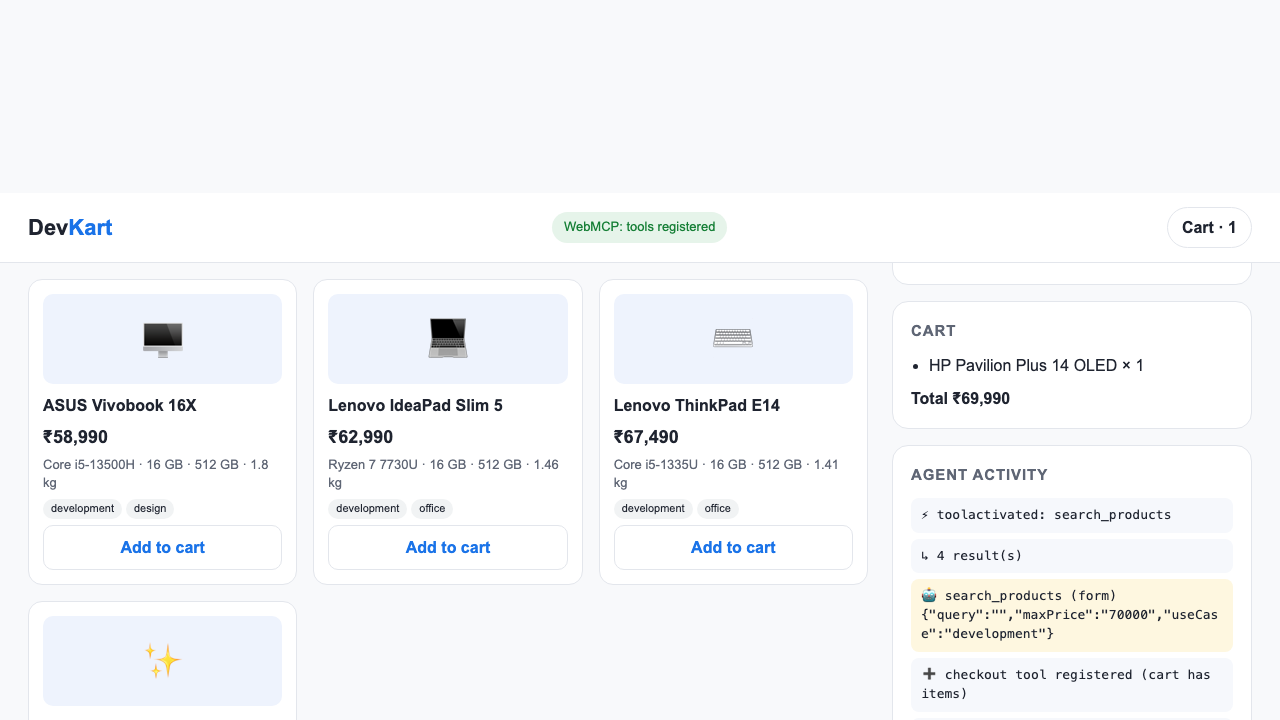 DevKart
WebMCP: tools registered
Cart · 1
ASUS Vivobook 16X
₹58,990
Core i5-13500H · 16 GB · 512 GB · 1.8
kg
development design
Add to cart
Lenovo IdeaPad Slim 5
₹62,990
Ryzen 7 7730U · 16 GB · 512 GB · 1.46
kg
development office
Add to cart
Lenovo ThinkPad E14
₹67,490
Core i5-1335U · 16 GB · 512 GB · 1.41
kg
development office
Add to cart
CART
• HP Pavilion Plus 14 OLED × 1
Total ₹69,990
AGENT ACTIVITY
⚡ toolactivated: search_products
↳ 4 result(s)
🤖 search_products (form)
{"query":"","maxPrice":"70000","useCas
e":"development"}
➕ checkout tool registered (cart has
items)